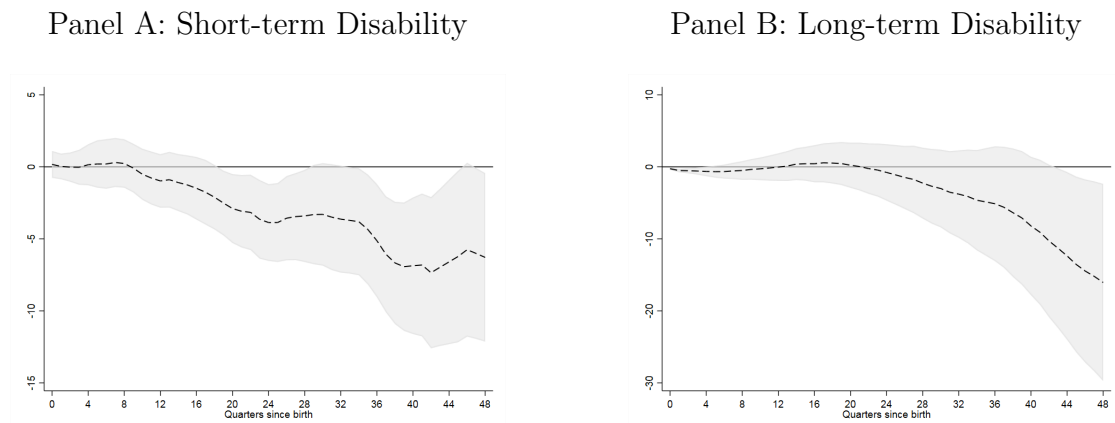 Panel A: Short-term Disability
5
0
-5
-10
-15
0 4 8 12 16 20 24 28 32 36 40 44 48
Quarters since birth
Panel B: Long-term Disability
10
0
-10
-20
-30
0 4 8 12 16 20 24 28 32 36 40 44 48
Quarters since birth